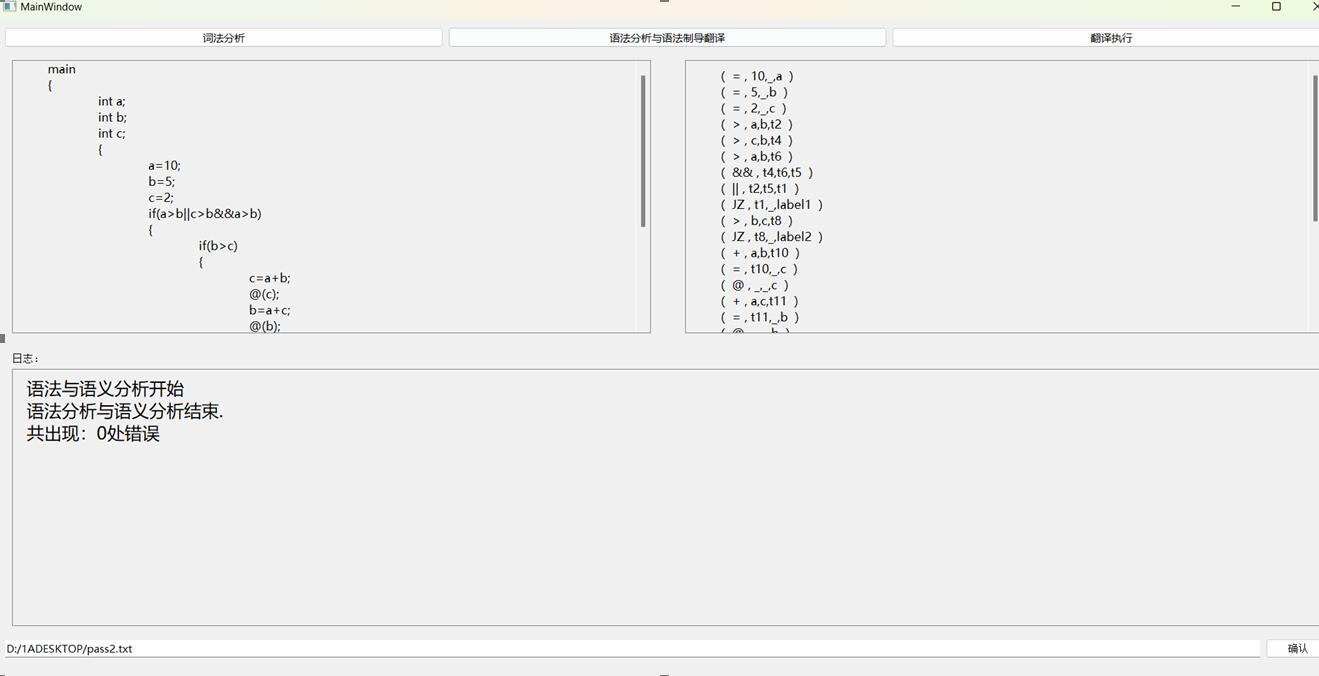 MainWindow
词法分析
语法分析与语法制导翻译
翻译执行
main
{
int a;
int b;
int c;
{
a=10;
b=5;
c=2;
if(a>b||c>b&&a>b)
{
if(b>c)
{
c=a+b;
@(c);
b=a+c;
@(b);
( = , 10,_,a )
( = , 5,_,b )
( = , 2,_,c )
( > , a,b,t2 )
( > , c,b,t4 )
( > , a,b,t6 )
( && , t4,t6,t5 )
( || , t2,t5,t1 )
( JZ , t1,_,label1 )
( > , b,c,t8 )
( JZ , t8,_,label2 )
( + , a,b,t10 )
( = , t10,_,c )
( @ , _,_,c )
( + , a,c,t11 )
( = , t11,_,b )
日志：
语法与语义分析开始
语法分析与语义分析结束.
共出现：0处错误
D:/1ADESKTOP/pass2.txt
确认